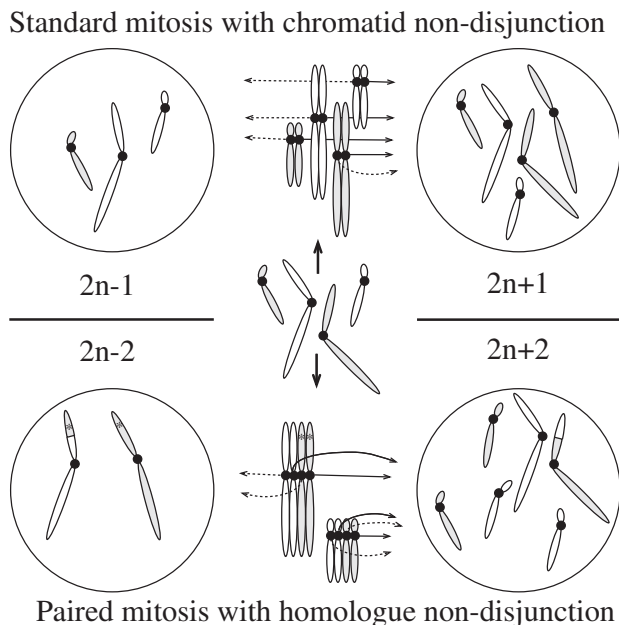 Standard mitosis with chromatid non-disjunction
2n-1
2n+1
2n-2
2n+2
Paired mitosis with homologue non-disjunction